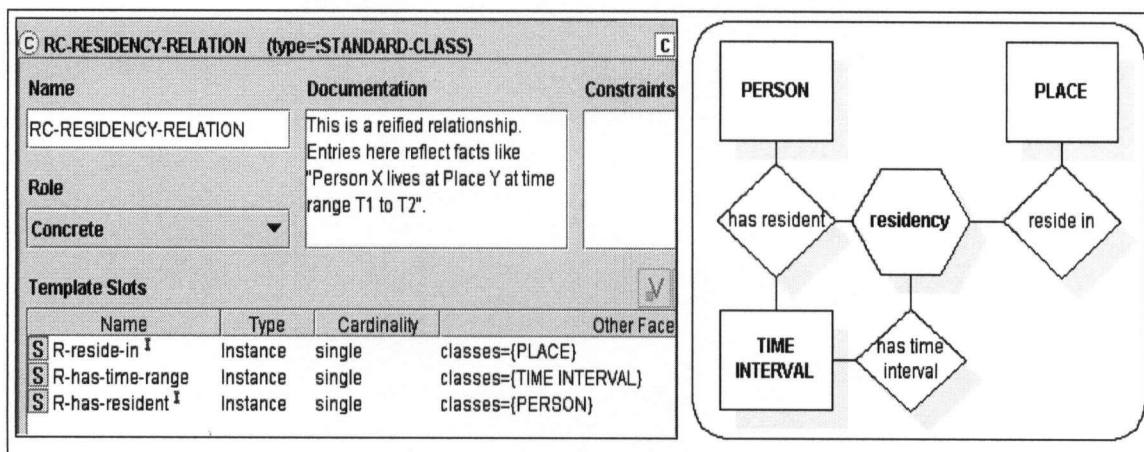 C RC-RESIDENCY-RELATION (type=:STANDARD-CLASS) C
Name Documentation Constraints
RC-RESIDENCY-RELATION
This is a reified relationship.
Entries here reflect facts like
"Person X lives at Place Y at time
range T1 to T2".
Role
Concrete
Template Slots V
Name Type Cardinality Other Face
S R-reside-in I Instance single classes={PLACE}
S R-has-time-range Instance single classes={TIME INTERVAL}
S R-has-resident I Instance single classes={PERSON}
PERSON
PLACE
has resident
residency
reside in
TIME
INTERVAL
has time
interval